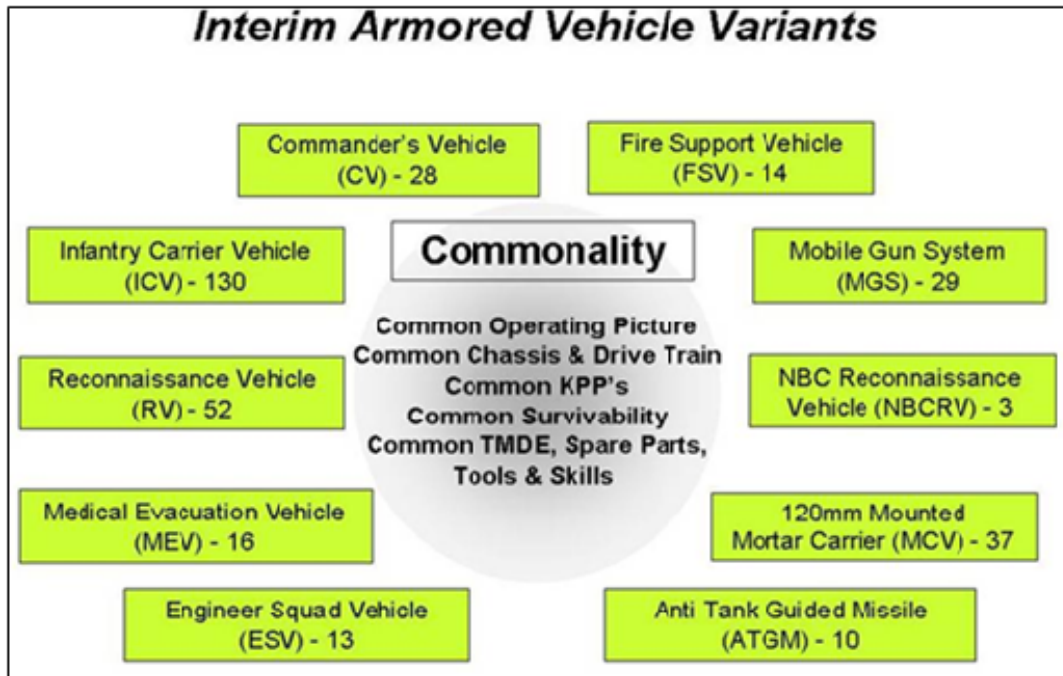 Interim Armored Vehicle Variants
Commander's Vehicle
(CV) - 28
Fire Support Vehicle
(FSV) - 14
Infantry Carrier Vehicle
(ICV) - 130
Commonality
Mobile Gun System
(MGS) - 29
Common Operating Picture
Common Chassis & Drive Train
Common KPP's
Common Survivability
Common TMDE, Spare Parts,
Tools & Skills
Reconnaissance Vehicle
(RV) - 52
NBC Reconnaissance
Vehicle (NBCRV) - 3
Medical Evacuation Vehicle
(MEV) - 16
120mm Mounted
Mortar Carrier (MCV) - 37
Engineer Squad Vehicle
(ESV) - 13
Anti Tank Guided Missile
(ATGM) - 10